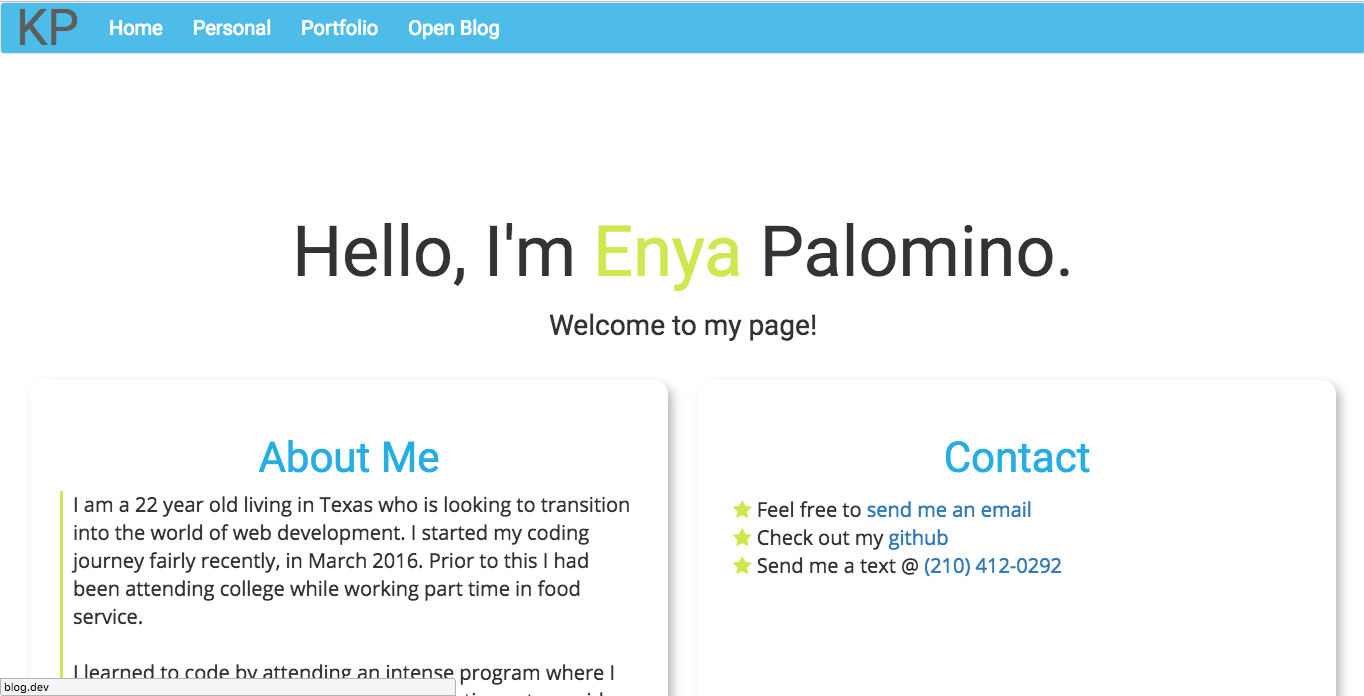 KP Home Personal Portfolio Open Blog
Hello, I'm Enya Palomino.
Welcome to my page!
About Me
I am a 22 year old living in Texas who is looking to transition
into the world of web development. I started my coding
journey fairly recently, in March 2016. Prior to this I had
been attending college while working part time in food
service.
I learned to code by attending an intense program where I
Contact
Feel free to send me an email
Check out my github
Send me a text @ (210) 412-0292
blog.dev